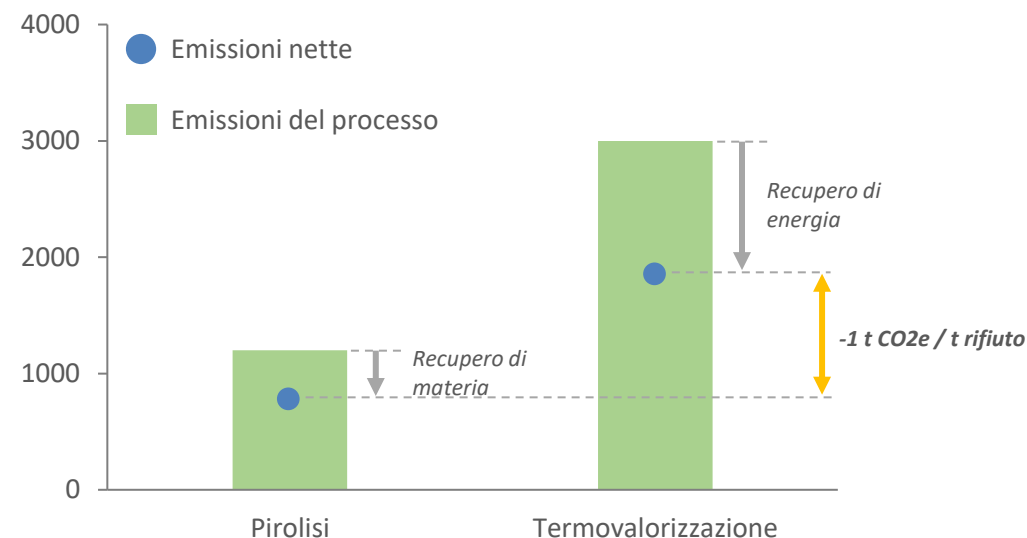 4000
3000
2000
1000
0
Emissioni nette
Emissioni del processo
Recupero di
energia
-1 t CO2e / t rifiuto
Recupero di
materia
Pirolisi
Termovalorizzazione